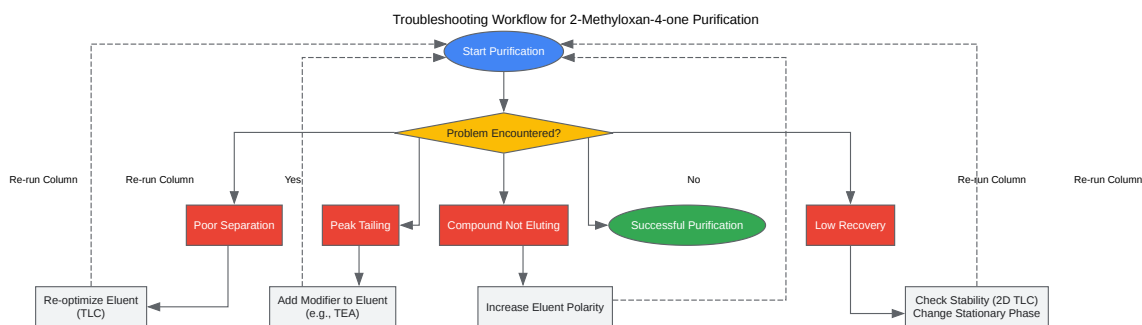 Troubleshooting Workflow for 2-Methyloxan-4-one Purification
Start Purification
Problem Encountered?
Re-run Column
Re-run Column
Yes
No
Re-run Column
Re-run Column
Poor Separation
Peak Tailing
Compound Not Eluting
Successful Purification
Low Recovery
Re-optimize Eluent
(TLC)
Add Modifier to Eluent
(e.g., TEA)
Increase Eluent Polarity
Check Stability (2D TLC)
Change Stationary Phase